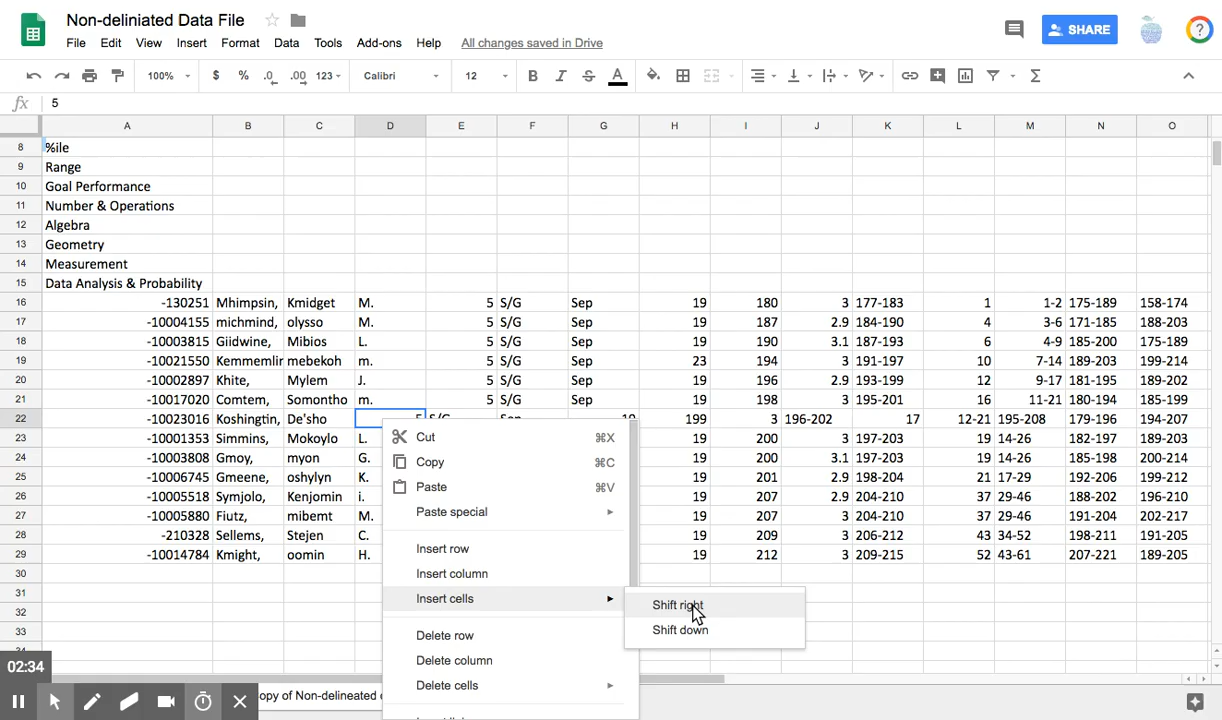 Non-deliniated Data File
File Edit View Insert Format Data Tools Add-ons Help All changes saved in Drive
SHARE
?
100% $ % .0 .00 123 Calibri 12 B I S A Σ
fx 5
A B C D E F G H I J K L M N O
8 %ile
9 Range
10 Goal Performance
11 Number & Operations
12 Algebra
13 Geometry
14 Measurement
15 Data Analysis & Probability
16 -130251 Mhimpsin, Kmidget M. 5 S/G Sep 19 180 3 177-183 1 1-2 175-189 158-174
17 -10004155 michmind, olysso M. 5 S/G Sep 19 187 2.9 184-190 4 3-6 171-185 188-203
18 -10003815 Giidwine, Mibios L. 5 S/G Sep 19 190 3.1 187-193 6 4-9 185-200 175-189
19 -10021550 Kemmemlir mebekoh m. 5 S/G Sep 23 194 3 191-197 10 7-14 189-203 199-214
20 -10002897 Khite, Mylem J. 5 S/G Sep 19 196 2.9 193-199 12 9-17 181-195 189-202
21 -10017020 Comtem, Somontho m. 5 S/G Sep 19 198 3 195-201 16 11-21 180-194 185-199
22 -10023016 Koshingtin, De'sho 5 S/G Sep 19 199 3 196-202 17 12-21 195-208 179-196 194-207
23 -10001353 Simmins, Mokoylo L. 19 200 3 197-203 19 14-26 182-197 189-203
24 -10003808 Gmoy, myon G. 19 200 3.1 197-203 19 14-26 185-198 200-214
25 -10006745 Gmeene, oshylyn K. 19 201 2.9 198-204 21 17-29 192-206 199-212
26 -10005518 Symjolo, Kenjomin i. 19 207 2.9 204-210 37 29-46 188-202 196-210
27 -10005880 Fiutz, mibemt M. 19 207 3 204-210 37 29-46 191-204 202-217
28 -210328 Sellems, Stejen C. 19 209 3 206-212 43 34-52 198-211 191-205
29 -10014784 Kmight, oomin H. 19 212 3 209-215 52 43-61 207-221 189-205
30
31
32
33
34
Cut ⌘X
Copy ⌘C
Paste ⌘V
Paste special
Insert row
Insert column
Insert cells
Shift right
Shift down
Delete row
Delete column
Delete cells
02:34
opy of Non-delineated